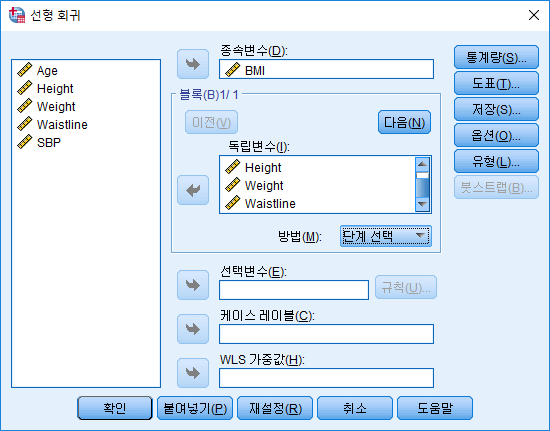 선형 회귀
Age
Height
Weight
Waistline
SBP
종속변수(D):
BMI
블록(B)1/ 1
이전(V)
다음(N)
독립변수(I):
Height
Weight
Waistline
방법(M):
단계 선택
선택변수(E):
규칙(U)...
케이스 레이블(C):
WLS 가중값(H):
통계량(S)...
도표(T)...
저장(S)...
옵션(O)...
유형(L)...
붓스트랩(B)...
확인
붙여넣기(P)
재설정(R)
취소
도움말